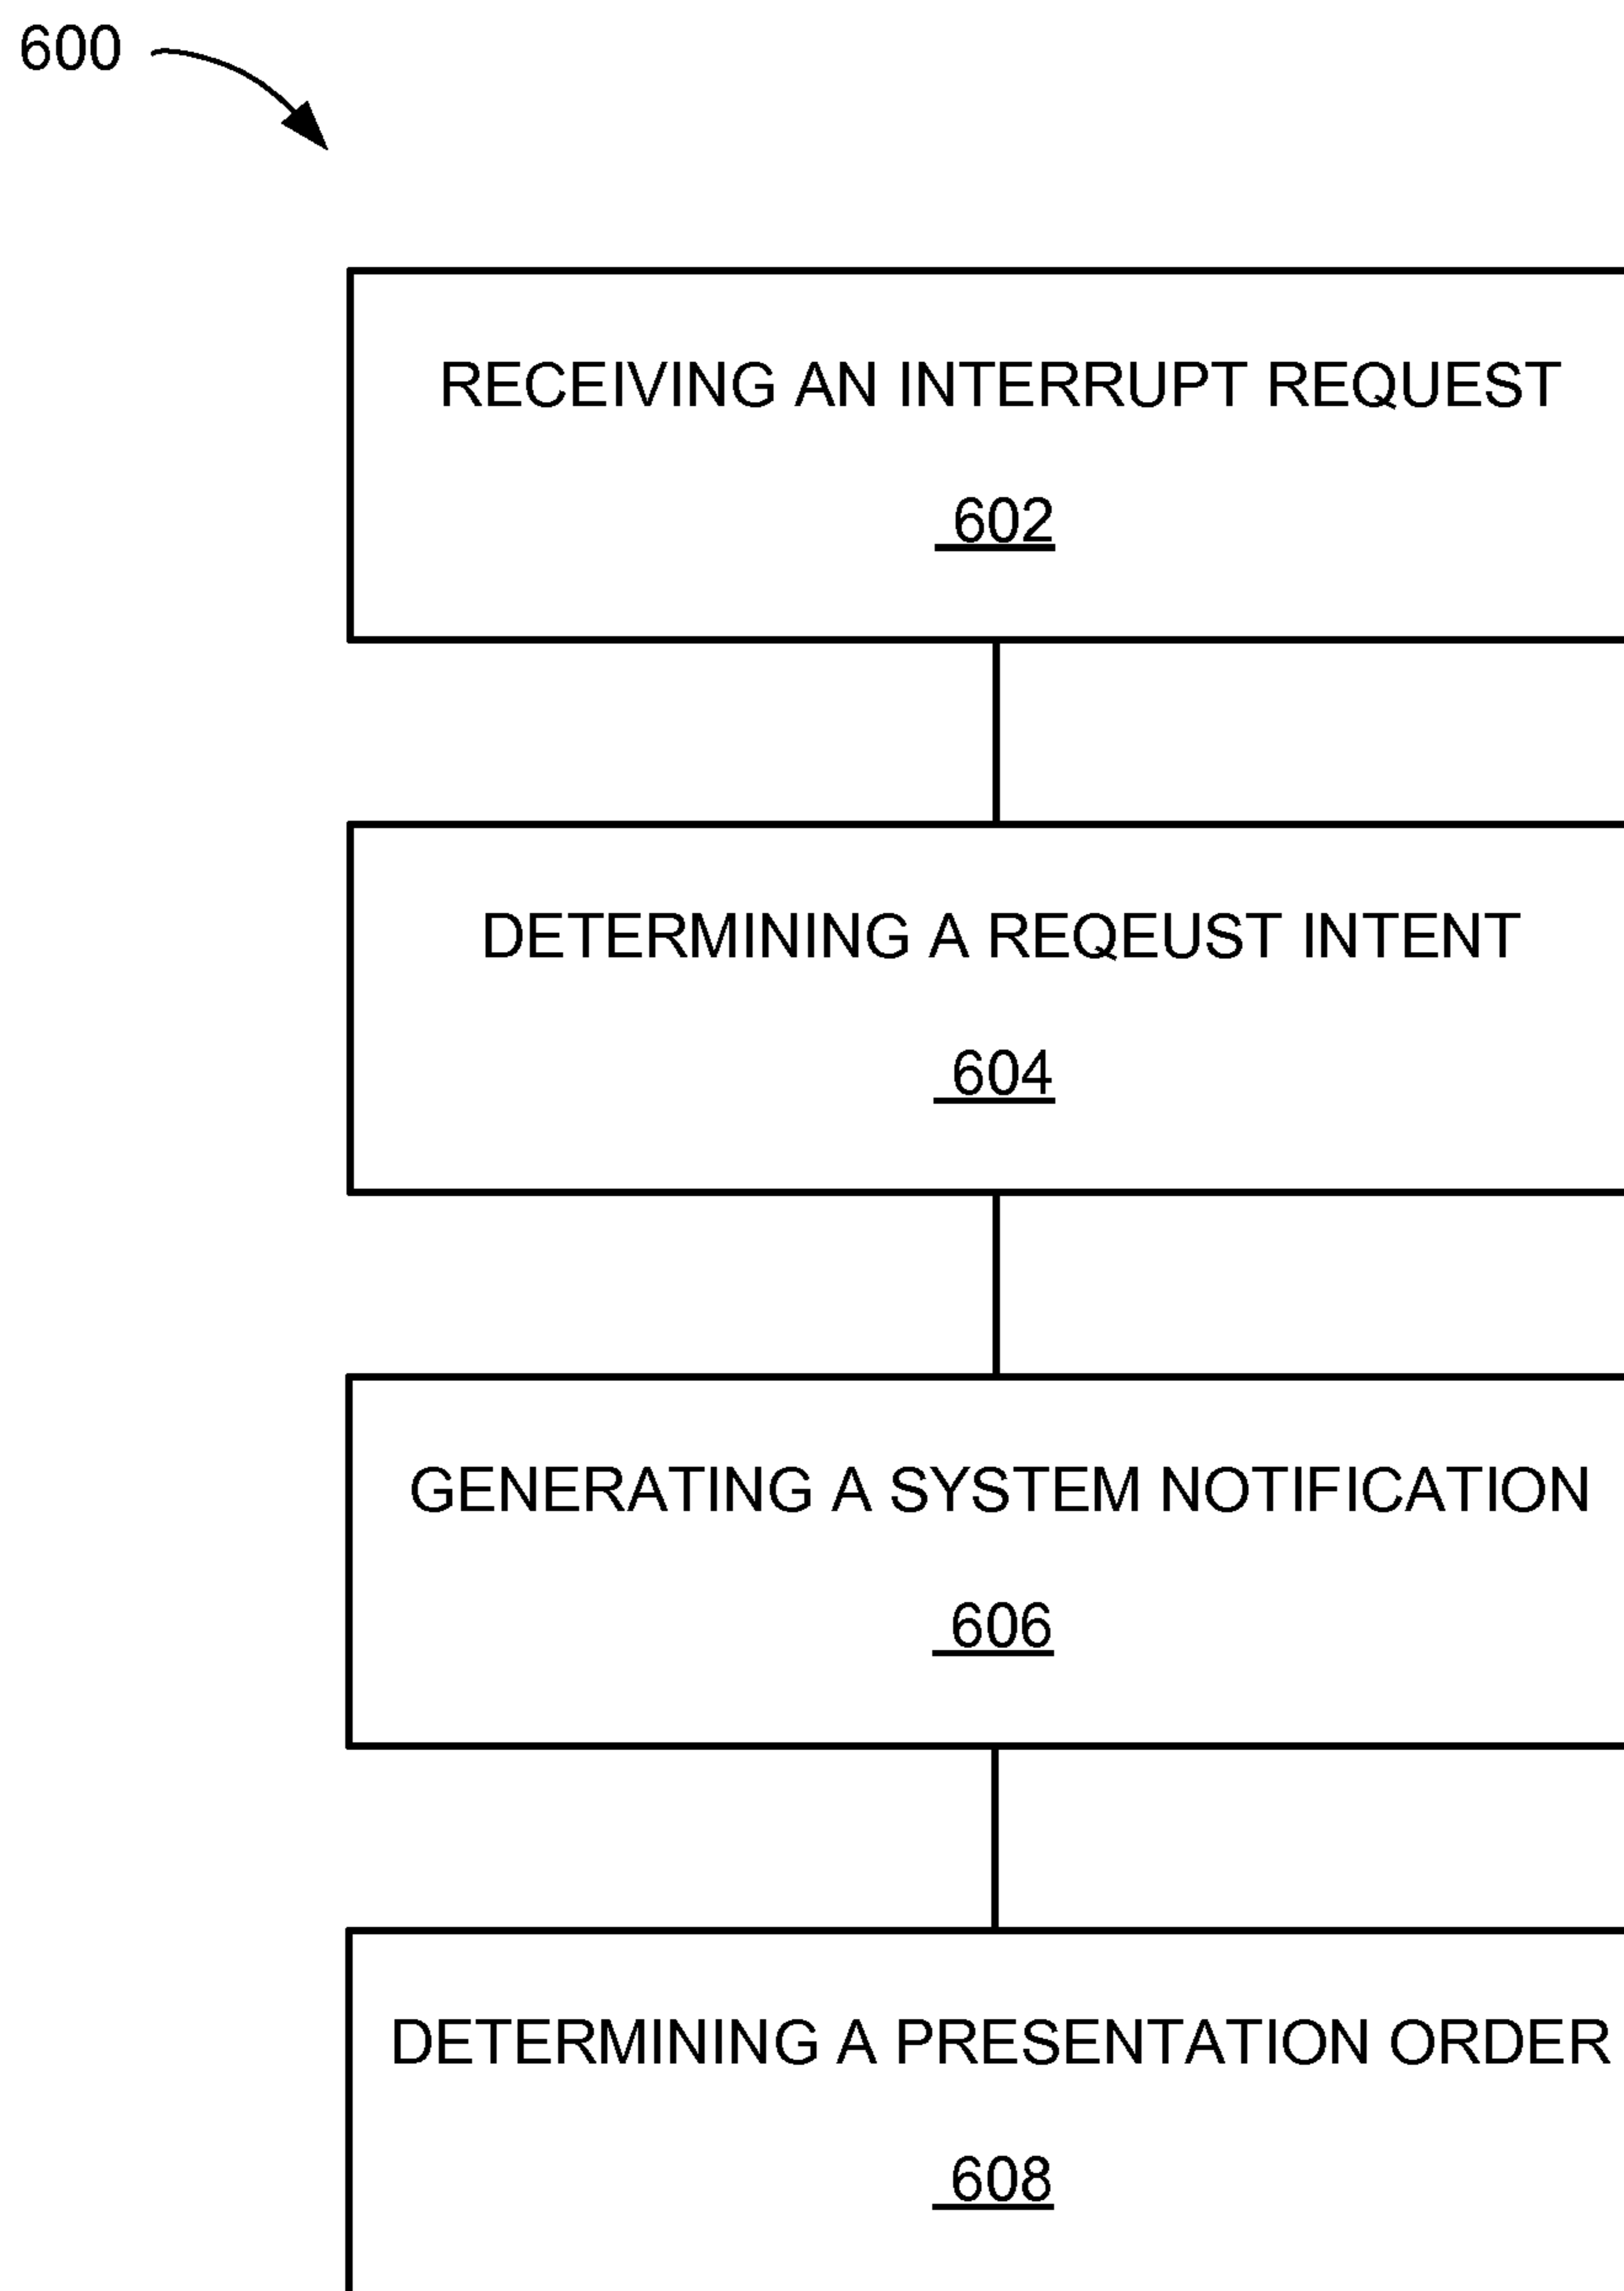 600
RECEIVING AN INTERRUPT REQUEST
602
DETERMINING A REQEUST INTENT
604
GENERATING A SYSTEM NOTIFICATION
606
DETERMINING A PRESENTATION ORDER
608